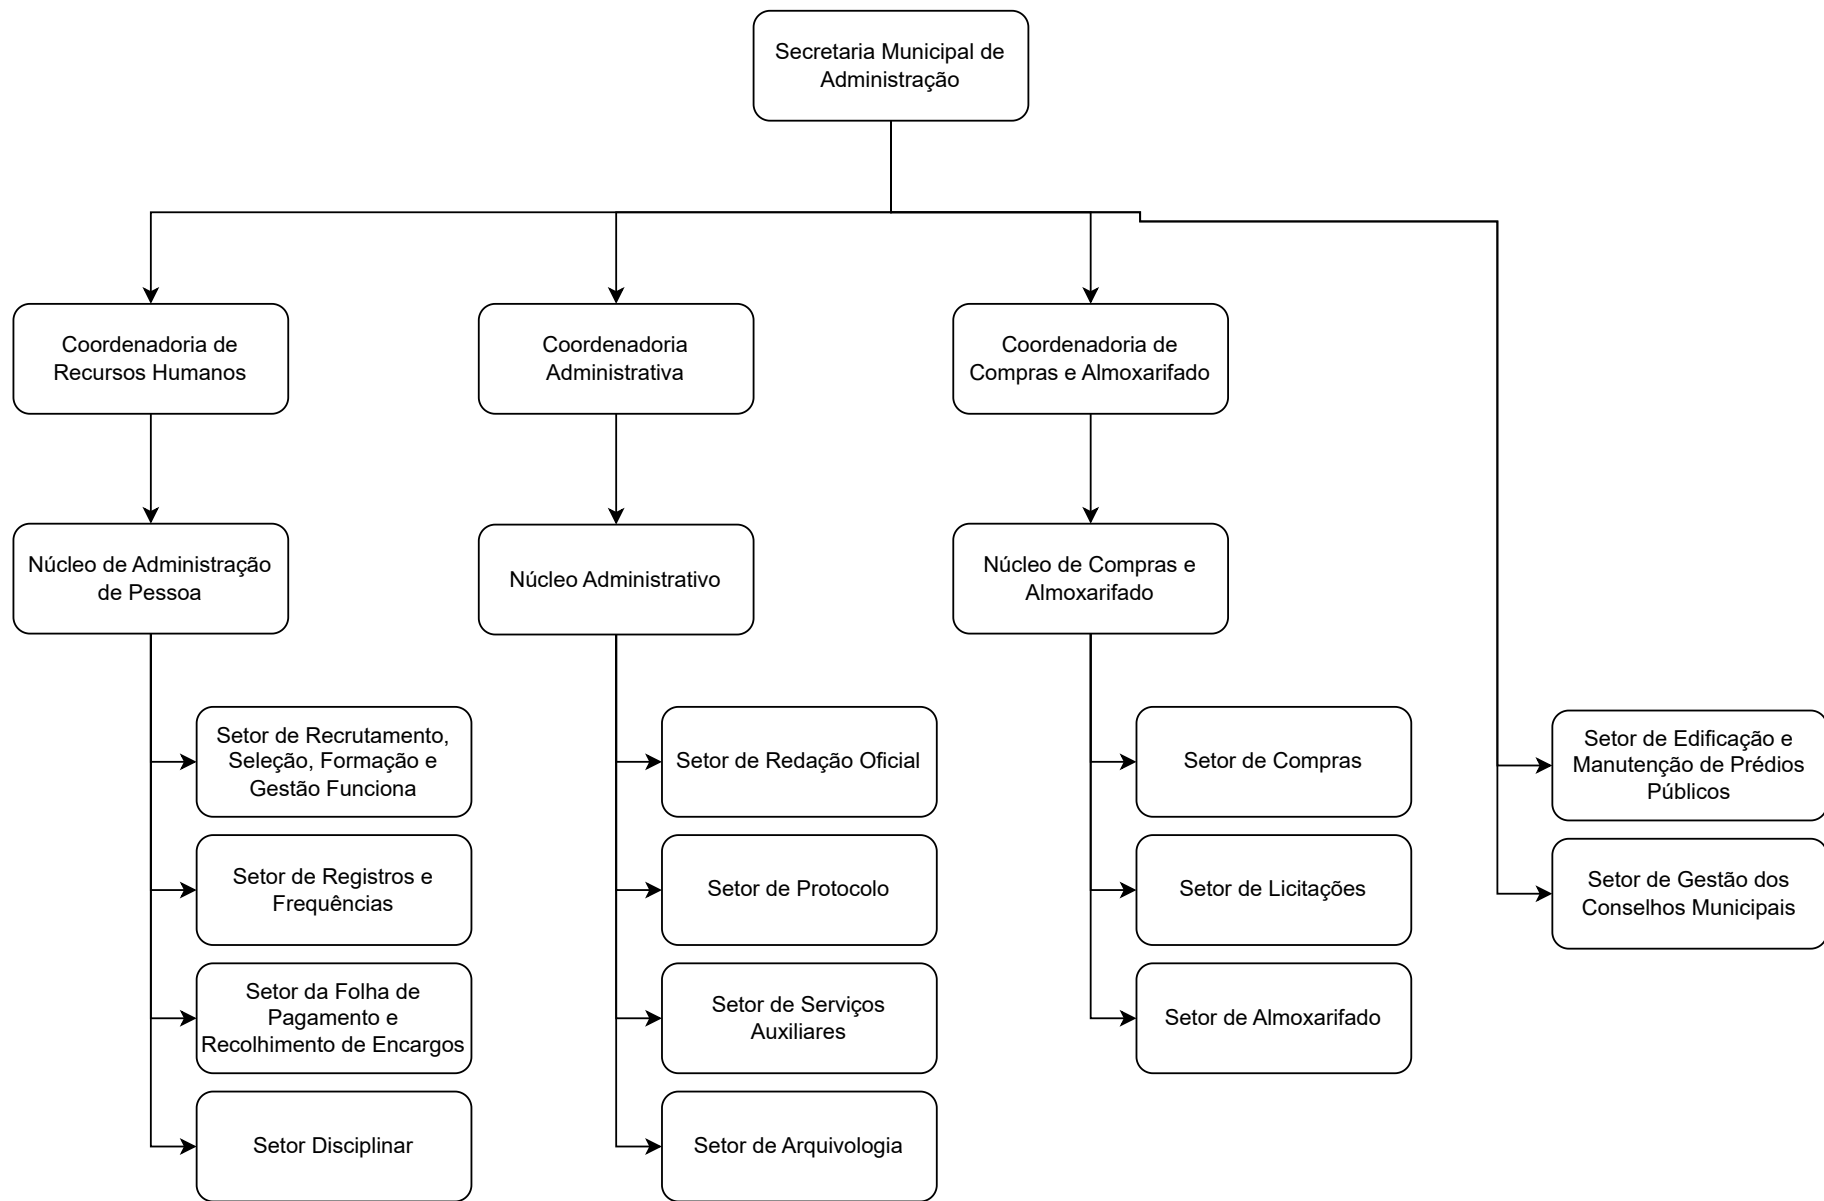 Secretaria Municipal de
Administração
Coordenadoria de
Recursos Humanos
Coordenadoria
Administrativa
Coordenadoria de
Compras e Almoxarifado
Núcleo de Administração
de Pessoa
Núcleo Administrativo
Núcleo de Compras e
Almoxarifado
Setor de Recrutamento,
Seleção, Formação e
Gestão Funciona
Setor de Registros e
Frequências
Setor da Folha de
Pagamento e
Recolhimento de Encargos
Setor Disciplinar
Setor de Redação Oficial
Setor de Protocolo
Setor de Serviços
Auxiliares
Setor de Arquivologia
Setor de Compras
Setor de Licitações
Setor de Almoxarifado
Setor de Edificação e
Manutenção de Prédios
Públicos
Setor de Gestão dos
Conselhos Municipais